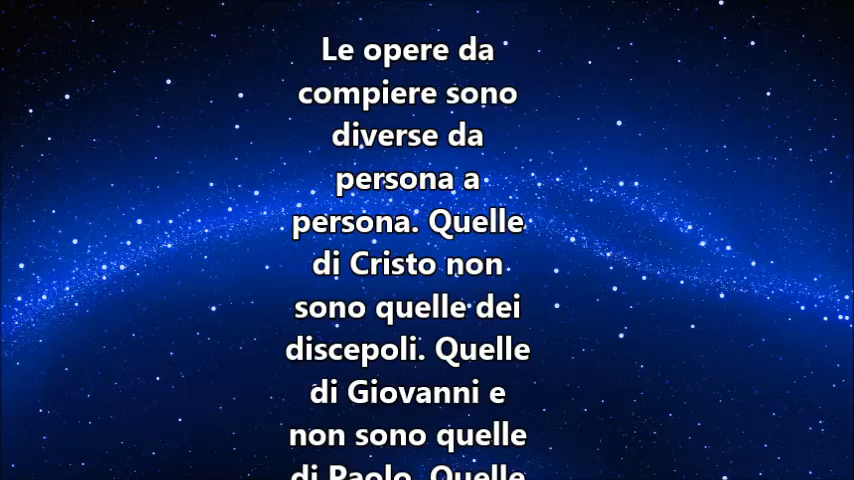 Le opere da
compiere sono
diverse da
persona a
persona. Quelle
di Cristo non
sono quelle dei
discepoli. Quelle
di Giovanni e
non sono quelle
di Paolo. Quelle